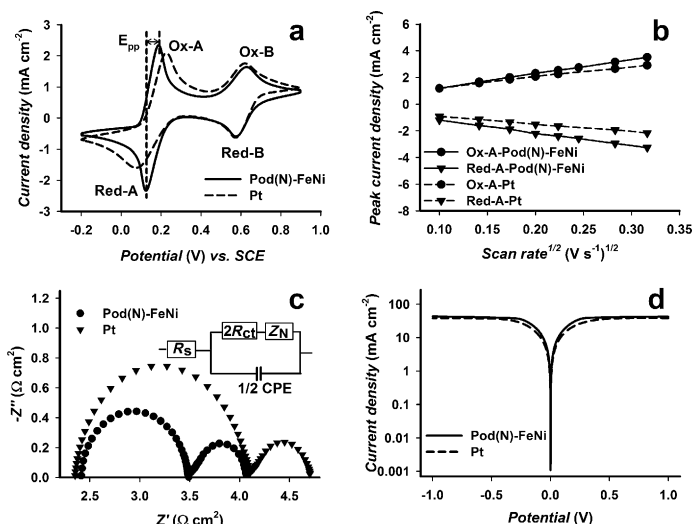 a
E_pp
Ox-A
Ox-B
Red-A
Red-B
Pod(N)-FeNi
Pt
3
2
1
0
-1
-2
-3
-0.2 0.0 0.2 0.4 0.6 0.8 1.0
Current density (mA cm⁻²)
Potential (V) vs. SCE
b
8
6
4
2
0
-2
-4
-6
-8
Ox-A-Pod(N)-FeNi
Red-A-Pod(N)-FeNi
Ox-A-Pt
Red-A-Pt
0.10 0.15 0.20 0.25 0.30 0.35
Peak current density (mA cm⁻²)
Scan rate¹ᐟ² (V s⁻¹)¹ᐟ²
c
Pod(N)-FeNi
Pt
R_s
2R_ct
Z_N
1/2 CPE
1.2
1.0
0.8
0.6
0.4
0.2
0.0
2.5 3.0 3.5 4.0 4.5
-Z" (Ω cm²)
Z' (Ω cm²)
d
100
10
1
0.1
0.01
0.001
Pod(N)-FeNi
Pt
-1.0 -0.5 0.0 0.5 1.0
Current density (mA cm⁻²)
Potential (V)